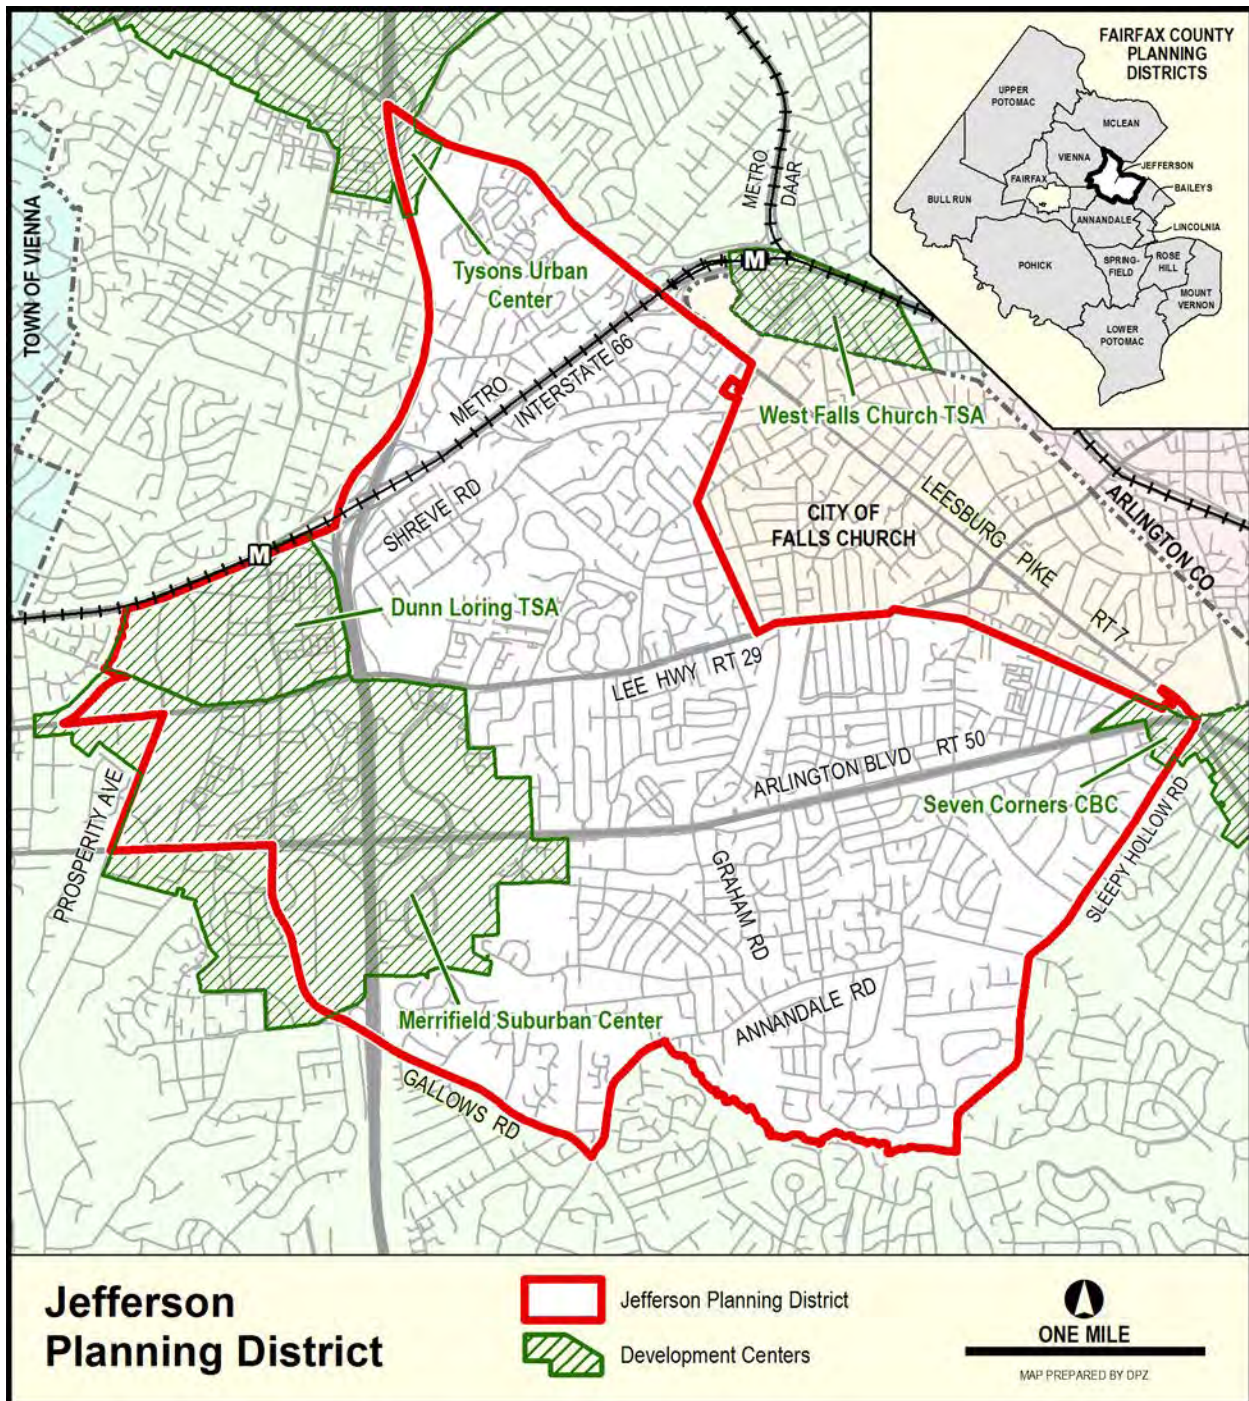 FAIRFAX COUNTY
PLANNING
DISTRICTS
UPPER
POTOMAC
MCLEAN
VIENNA
JEFFERSON
FAIRFAX
BAILEYS
BULL RUN
ANNANDALE
LINCOLNIA
POHICK
SPRING-
FIELD
ROSE
HILL
MOUNT
VERNON
LOWER
POTOMAC
TOWN OF VIENNA
METRO
DAAR
M
Tysons Urban
Center
METRO
INTERSTATE 66
West Falls Church TSA
SHREVE RD
LEESBURG PIKE RT 7
ARLINGTON CO
CITY OF
FALLS CHURCH
M
Dunn Loring TSA
LEE HWY RT 29
ARLINGTON BLVD RT 50
Seven Corners CBC
PROSPERITY AVE
GRAHAM RD
SLEEPY HOLLOW RD
ANNANDALE RD
Merrifield Suburban Center
GALLOWS RD
Jefferson
Planning District
Jefferson Planning District
Development Centers
ONE MILE
MAP PREPARED BY DPZ